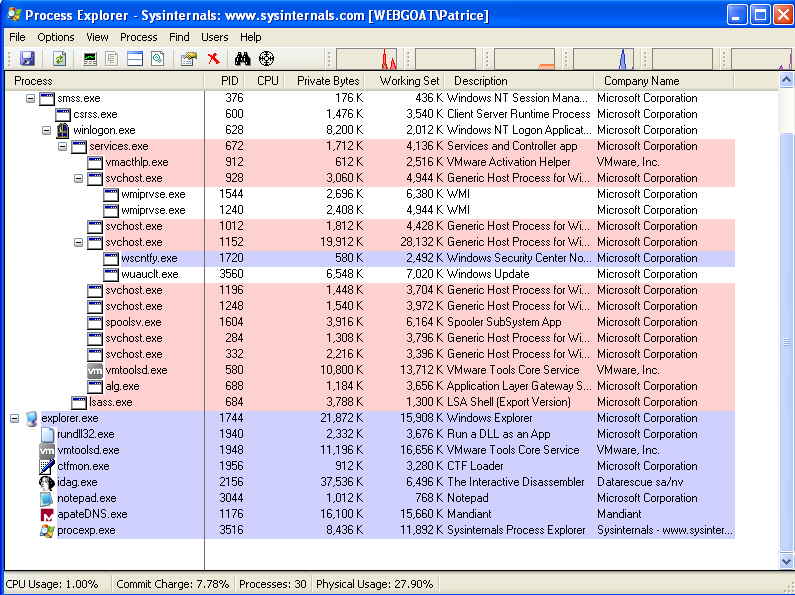 Process Explorer - Sysinternals: www.sysinternals.com [WEBGOAT\Patrice]
File Options View Process Find Users Help
Process PID CPU Private Bytes Working Set Description Company Name
smss.exe 376 176 K 436 K Windows NT Session Mana... Microsoft Corporation
csrss.exe 600 1,476 K 3,540 K Client Server Runtime Process Microsoft Corporation
winlogon.exe 628 8,200 K 2,012 K Windows NT Logon Applicat... Microsoft Corporation
services.exe 672 1,712 K 4,136 K Services and Controller app Microsoft Corporation
vmacthlp.exe 912 612 K 2,516 K VMware Activation Helper VMware, Inc.
svchost.exe 928 3,060 K 4,944 K Generic Host Process for Wi... Microsoft Corporation
wmiprvse.exe 1544 2,696 K 6,380 K WMI Microsoft Corporation
wmiprvse.exe 1240 2,408 K 4,944 K WMI Microsoft Corporation
svchost.exe 1012 1,812 K 4,428 K Generic Host Process for Wi... Microsoft Corporation
svchost.exe 1152 19,912 K 28,132 K Generic Host Process for Wi... Microsoft Corporation
wscntfy.exe 1720 580 K 2,492 K Windows Security Center No... Microsoft Corporation
wuauclt.exe 3560 6,548 K 7,020 K Windows Update Microsoft Corporation
svchost.exe 1196 1,448 K 3,704 K Generic Host Process for Wi... Microsoft Corporation
svchost.exe 1248 1,540 K 3,972 K Generic Host Process for Wi... Microsoft Corporation
spoolsv.exe 1604 3,916 K 6,164 K Spooler SubSystem App Microsoft Corporation
svchost.exe 284 1,308 K 3,796 K Generic Host Process for Wi... Microsoft Corporation
svchost.exe 332 2,216 K 3,396 K Generic Host Process for Wi... Microsoft Corporation
vm vmtoolsd.exe 580 10,800 K 13,712 K VMware Tools Core Service VMware, Inc.
alg.exe 688 1,184 K 3,656 K Application Layer Gateway S... Microsoft Corporation
lsass.exe 684 3,788 K 1,300 K LSA Shell (Export Version) Microsoft Corporation
explorer.exe 1744 21,872 K 15,908 K Windows Explorer Microsoft Corporation
rundll32.exe 1940 2,332 K 3,676 K Run a DLL as an App Microsoft Corporation
vm vmtoolsd.exe 1948 11,196 K 16,656 K VMware Tools Core Service VMware, Inc.
ctfmon.exe 1956 912 K 3,280 K CTF Loader Microsoft Corporation
idag.exe 2156 37,536 K 6,496 K The Interactive Disassembler Datarescue sa/nv
notepad.exe 3044 1,012 K 768 K Notepad Microsoft Corporation
apateDNS.exe 1176 16,100 K 15,660 K Mandiant Mandiant
procexp.exe 3516 8,436 K 11,892 K Sysinternals Process Explorer Sysinternals - www.sysinter...
CPU Usage: 1.00% Commit Charge: 7.78% Processes: 30 Physical Usage: 27.90%